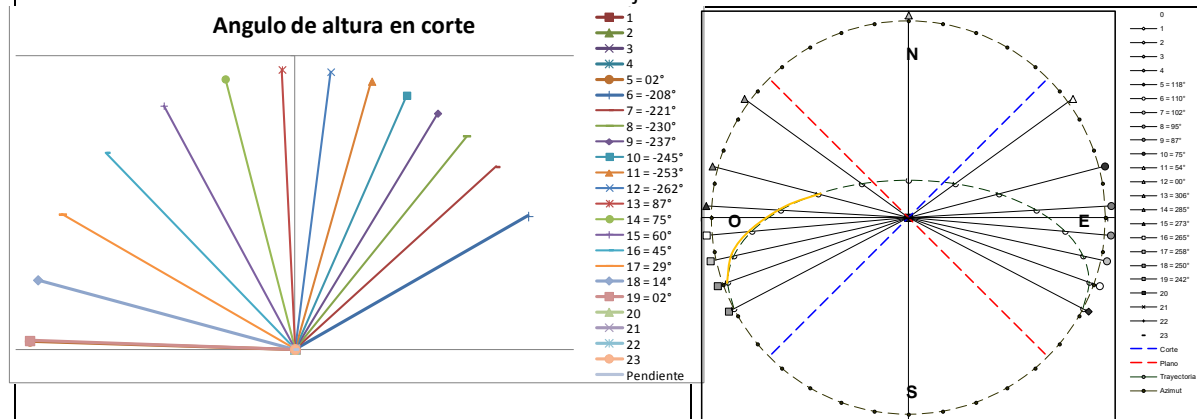 Angulo de altura en corte
1
2
3
4
5 = 02°
6 = -208°
7 = -221°
8 = -230°
9 = -237°
10 = -245°
11 = -253°
12 = -262°
13 = 87°
14 = 75°
15 = 60°
16 = 45°
17 = 29°
18 = 14°
19 = 02°
20
21
22
23
Pendiente
N
O
E
S
0
1
2
3
4
5 = 118°
6 = 110°
7 = 102°
8 = 95°
9 = 87°
10 = 75°
11 = 54°
12 = 00°
13 = 306°
14 = 285°
15 = 273°
16 = 265°
17 = 258°
18 = 250°
19 = 242°
20
21
22
23
Corte
Plano
Trayectoria
Azimut